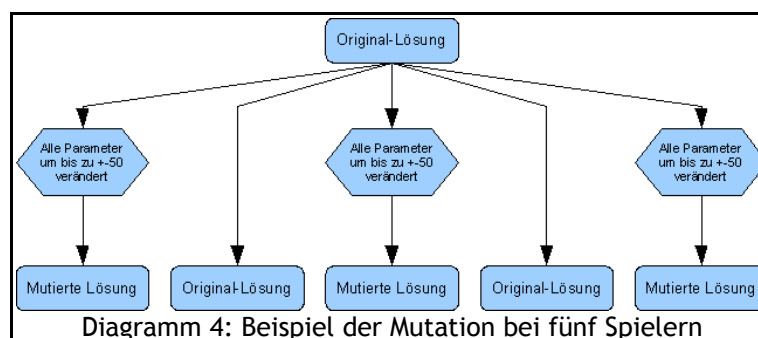 Original-Lösung
Alle Parameter
um bis zu +-50
verändert
Alle Parameter
um bis zu +-50
verändert
Alle Parameter
um bis zu +-50
verändert
Mutierte Lösung
Original-Lösung
Mutierte Lösung
Original-Lösung
Mutierte Lösung
Diagramm 4: Beispiel der Mutation bei fünf Spielern